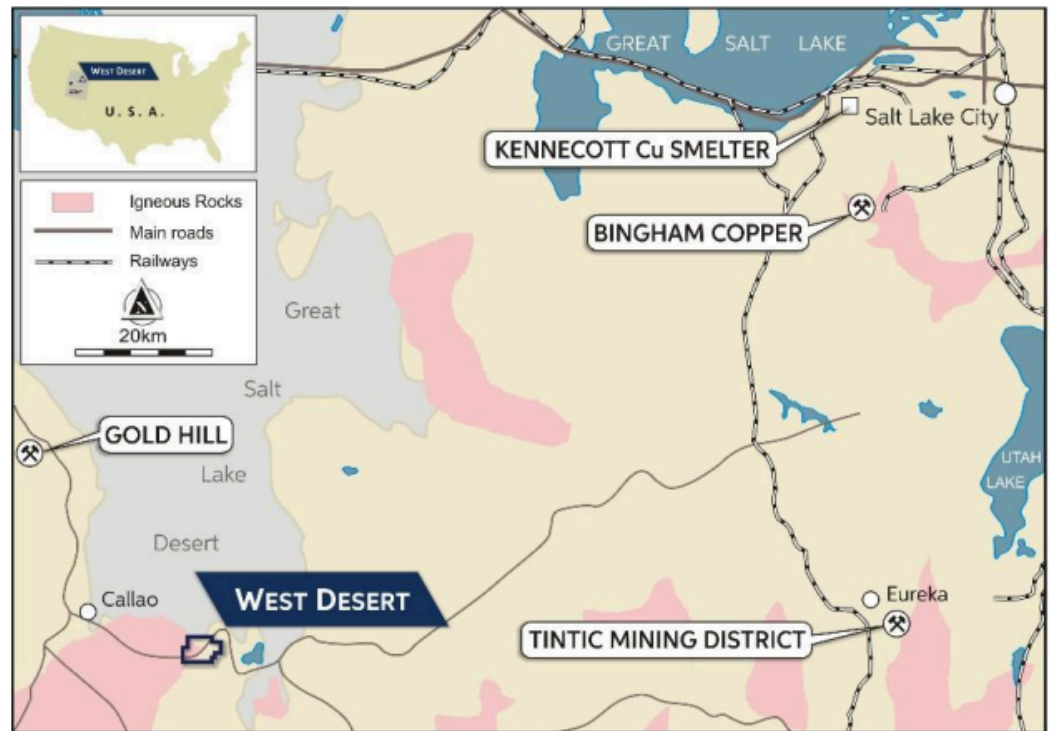 WEST DESERT
U. S. A.
Igneous Rocks
Main roads
Railways
N
20km
GREAT SALT LAKE
Salt Lake City
KENNECOTT Cu SMELTER
BINGHAM COPPER
Great
Salt
Lake
Desert
GOLD HILL
UTAH
LAKE
Callao
WEST DESERT
Eureka
TINTIC MINING DISTRICT